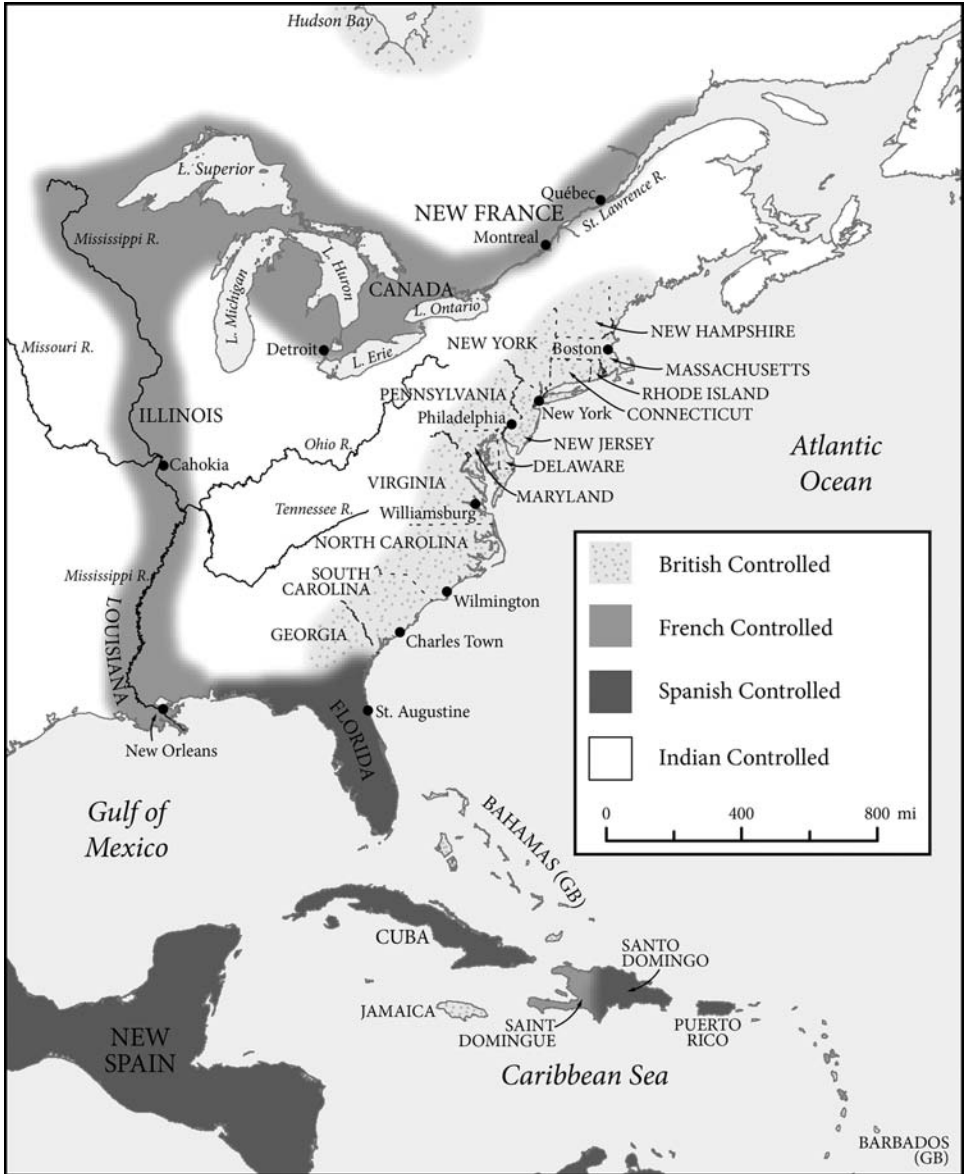 Hudson Bay
L. Superior
Québec
St. Lawrence R.
NEW FRANCE
Montreal
Mississippi R.
L. Huron
L. Michigan
CANADA
L. Ontario
NEW HAMPSHIRE
Missouri R.
Detroit
L. Erie
NEW YORK
Boston
MASSACHUSETTS
RHODE ISLAND
PENNSYLVANIA
New York
CONNECTICUT
ILLINOIS
Philadelphia
NEW JERSEY
Ohio R.
Atlantic
Ocean
Cahokia
DELAWARE
VIRGINIA
MARYLAND
Tennessee R.
Williamsburg
NORTH CAROLINA
Mississippi R.
SOUTH
CAROLINA
Wilmington
LOUISIANA
GEORGIA
Charles Town
FLORIDA
St. Augustine
New Orleans
British Controlled
French Controlled
Spanish Controlled
Indian Controlled
0 400 800 mi
Gulf of
Mexico
BAHAMAS (GB)
CUBA
SANTO
DOMINGO
JAMAICA
SAINT
DOMINGUE
PUERTO
RICO
NEW
SPAIN
Caribbean Sea
BARBADOS
(GB)